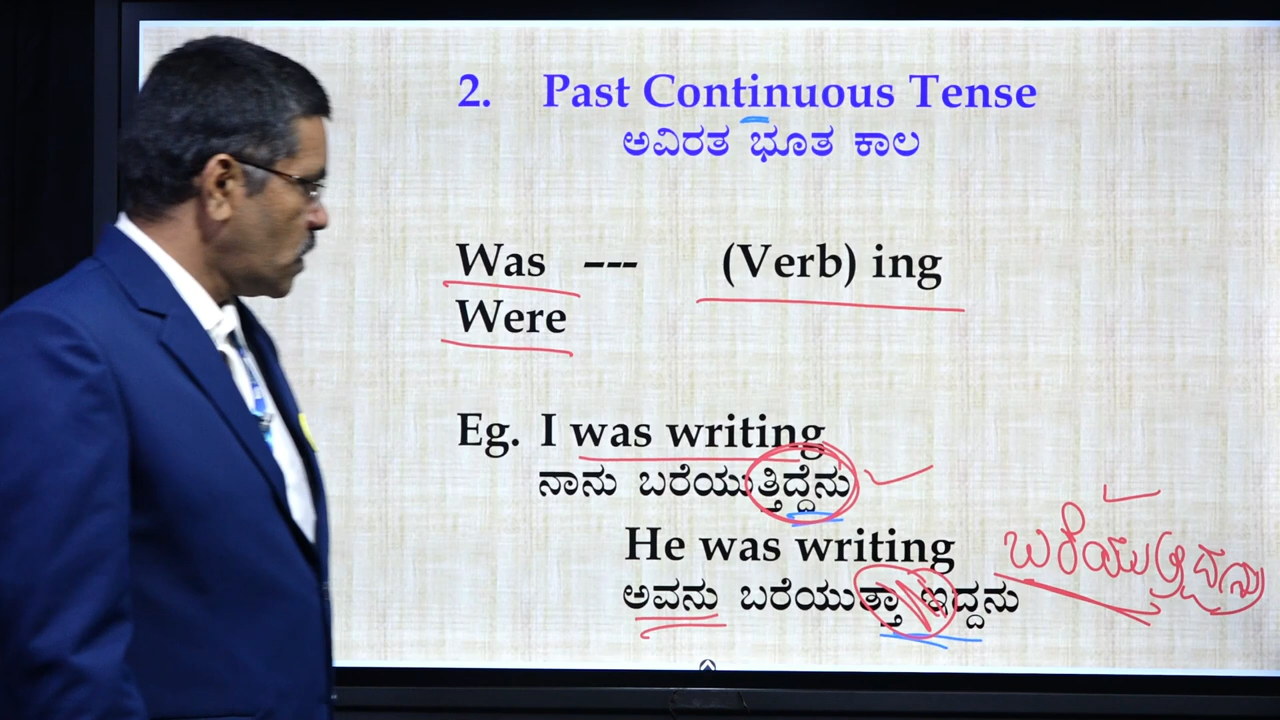 2. Past Continuous Tense
ಅವಿರತ ಭೂತ ಕಾಲ
Was --- (Verb) ing
Were
Eg. I was writing
ನಾನು ಬರೆಯುತ್ತಿದ್ದೆನು
He was writing
ಅವನು ಬರೆಯುತ್ತಾ ಇದ್ದನು
ಬರೆಯುತ್ತಿದ್ದನು